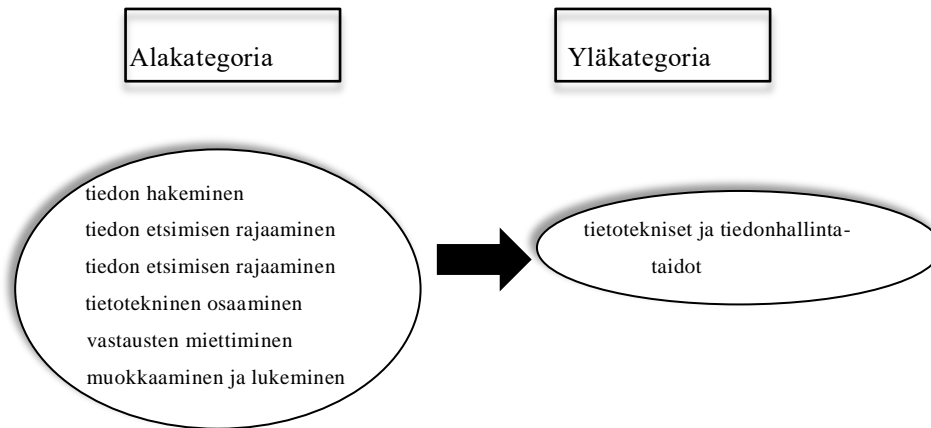 Alakategoria
Yläkategoria
tiedon hakeminen
tiedon etsimisen rajaaminen
tiedon etsimisen rajaaminen
tietotekninen osaaminen
vastausten miettiminen
muokkaaminen ja lukeminen
tietotekniset ja tiedonhallinta-
taidot